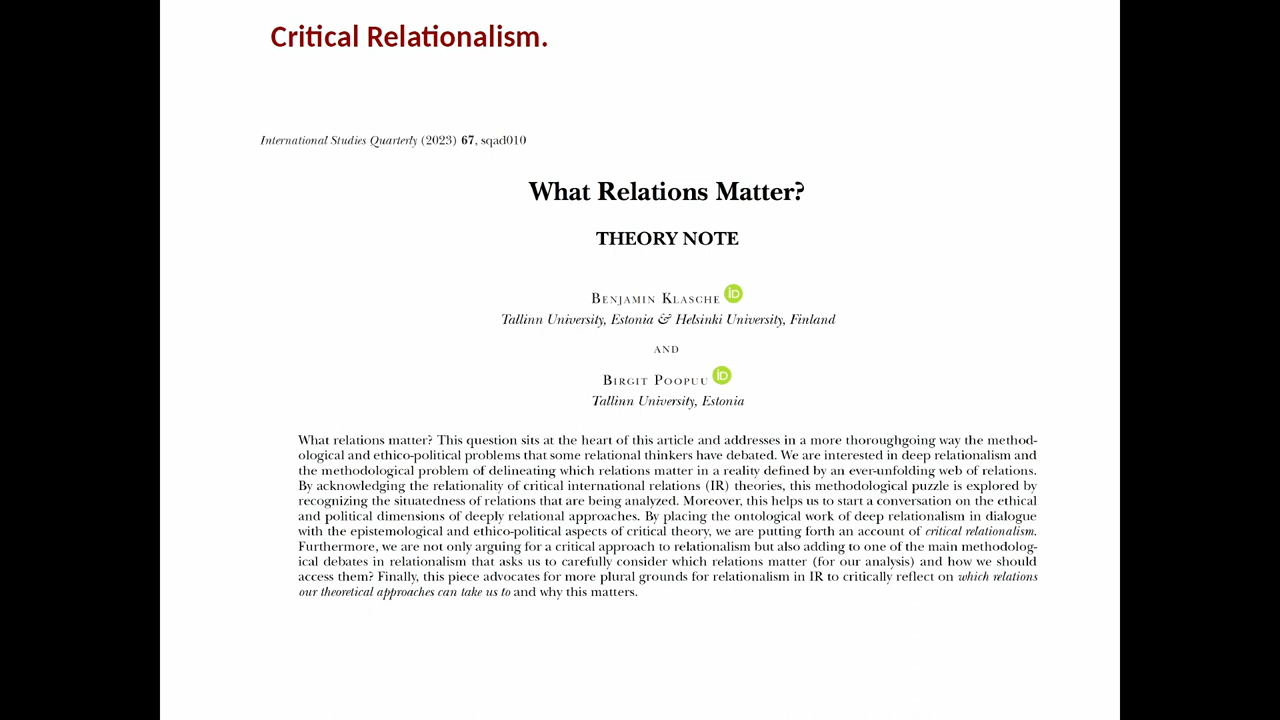 Critical Relationalism.
International Studies Quarterly (2023) 67, sqad010
What Relations Matter?
THEORY NOTE
BENJAMIN KLASCHE iD
Tallinn University, Estonia & Helsinki University, Finland
AND
BIRGIT POOPUU iD
Tallinn University, Estonia
What relations matter? This question sits at the heart of this article and addresses in a more thoroughgoing way the method-
ological and ethico-political problems that some relational thinkers have debated. We are interested in deep relationalism and
the methodological problem of delineating which relations matter in a reality defined by an ever-unfolding web of relations.
By acknowledging the relationality of critical international relations (IR) theories, this methodological puzzle is explored by
recognizing the situatedness of relations that are being analyzed. Moreover, this helps us to start a conversation on the ethical
and political dimensions of deeply relational approaches. By placing the ontological work of deep relationalism in dialogue
with the epistemological and ethico-political aspects of critical theory, we are putting forth an account of critical relationalism.
Furthermore, we are not only arguing for a critical approach to relationalism but also adding to one of the main methodolog-
ical debates in relationalism that asks us to carefully consider which relations matter (for our analysis) and how we should
access them? Finally, this piece advocates for more plural grounds for relationalism in IR to critically reflect on which relations
our theoretical approaches can take us to and why this matters.